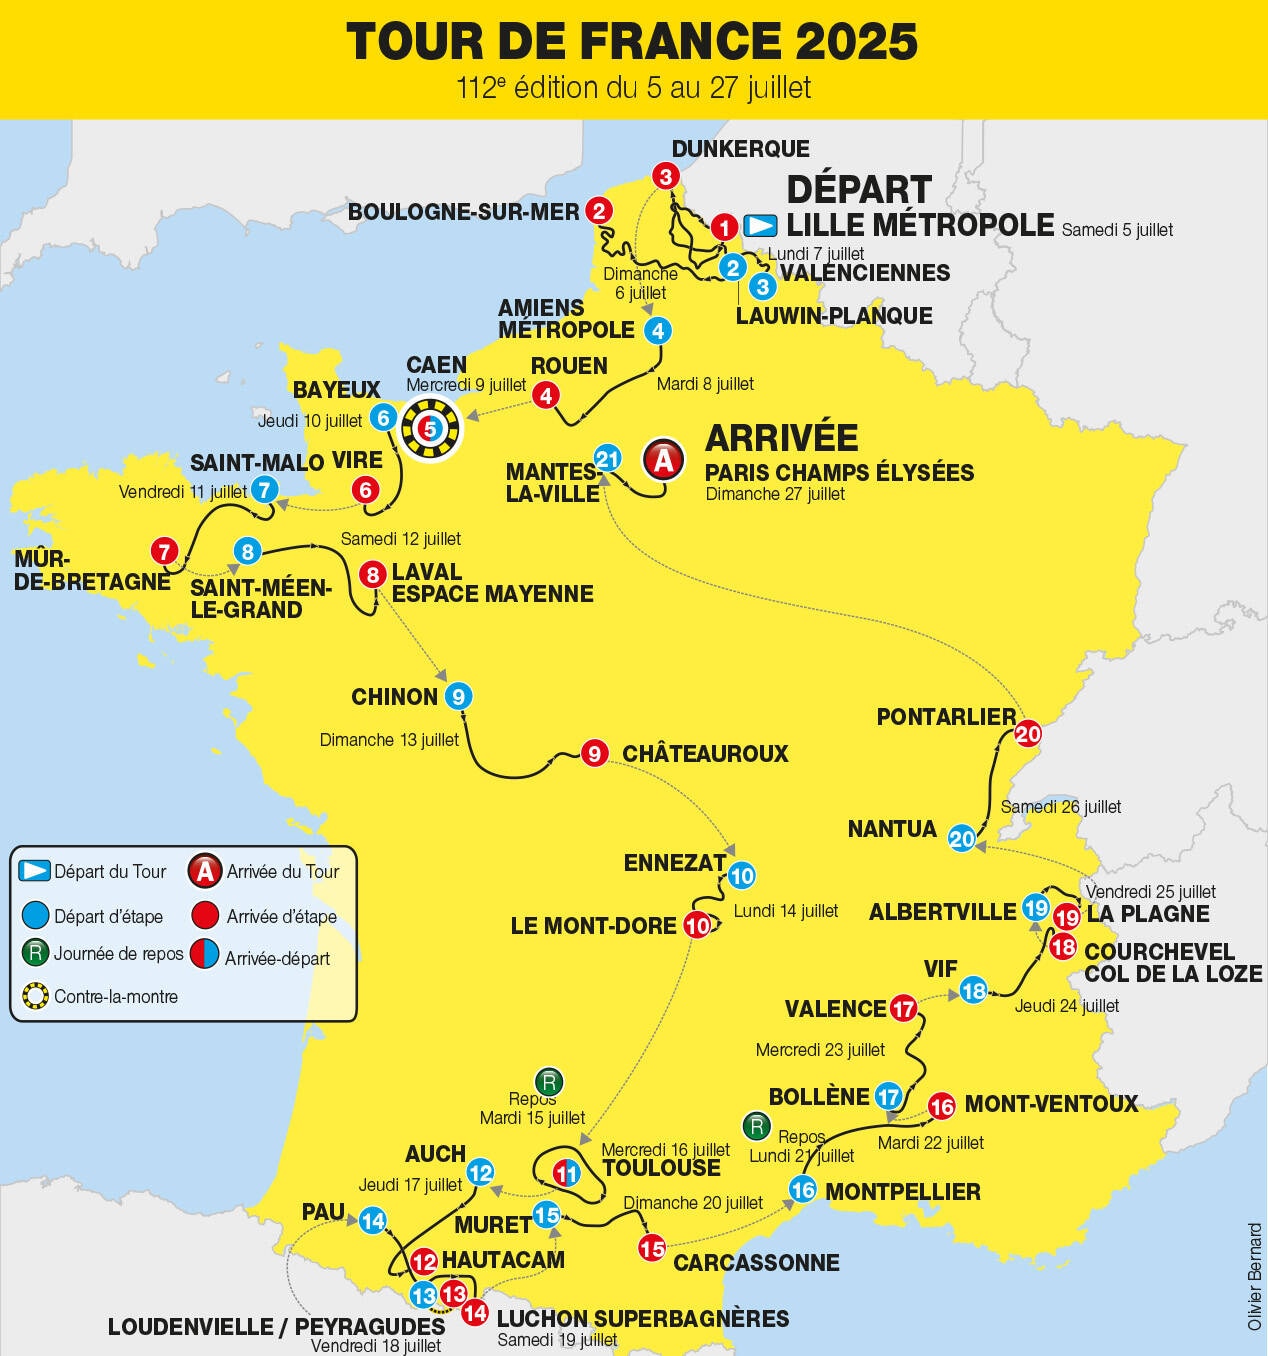 TOUR DE FRANCE 2025
112e édition du 5 au 27 juillet
DUNKERQUE
3
DÉPART
BOULOGNE-SUR-MER 2
1
LILLE MÉTROPOLE Samedi 5 juillet
Lundi 7 juillet
2
VALENCIENNES
Dimanche
6 juillet
3
LAUWIN-PLANQUE
AMIENS
MÉTROPOLE 4
CAEN
Mercredi 9 juillet
ROUEN
4
Mardi 8 juillet
BAYEUX
6
Jeudi 10 juillet
5
ARRIVÉE
A
PARIS CHAMPS ÉLYSÉES
Dimanche 27 juillet
21
MANTES-
LA-VILLE
SAINT-MALO
VIRE
Vendredi 11 juillet 7
6
Samedi 12 juillet
7
MÛR-
DE-BRETAGNE
8
SAINT-MÉEN-
LE-GRAND
8 LAVAL
ESPACE MAYENNE
CHINON 9
Dimanche 13 juillet
9 CHÂTEAUROUX
PONTARLIER
20
Samedi 26 juillet
NANTUA 20
ENNEZAT
10
Lundi 14 juillet
LE MONT-DORE 10
Vendredi 25 juillet
ALBERTVILLE 19
19 LA PLAGNE
18 COURCHEVEL
COL DE LA LOZE
VIF
18
Jeudi 24 juillet
VALENCE 17
Mercredi 23 juillet
Départ du Tour
A Arrivée du Tour
Départ d'étape
Arrivée d'étape
R Journée de repos
Arrivée-départ
Contre-la-montre
R
Repos
Mardi 15 juillet
BOLLÈNE 17
16 MONT-VENTOUX
Mardi 22 juillet
R
Repos
Lundi 21 juillet
Mercredi 16 juillet
11 TOULOUSE
AUCH
12
Jeudi 17 juillet
Dimanche 20 juillet
16 MONTPELLIER
PAU 14
MURET 15
15
CARCASSONNE
12 HAUTACAM
13
13
14
LUCHON SUPERBAGNÈRES
Samedi 19 juillet
LOUDENVIELLE / PEYRAGUDES
Vendredi 18 juillet
Olivier Bernard